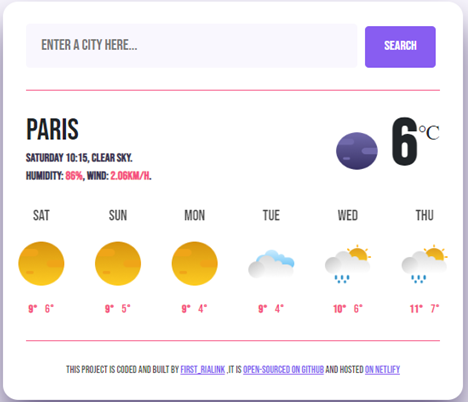 ENTER A CITY HERE...
SEARCH
PARIS
SATURDAY 10:15, CLEAR SKY.
HUMIDITY: 86%, WIND: 2.06KM/H.
6°C
SAT SUN MON TUE WED THU
9° 6° 9° 5° 9° 4° 9° 4° 10° 6° 11° 7°
THIS PROJECT IS CODED AND BUILT BY FIRST_RIALINK ,IT IS OPEN-SOURCED ON GITHUB AND HOSTED ON NETLIFY